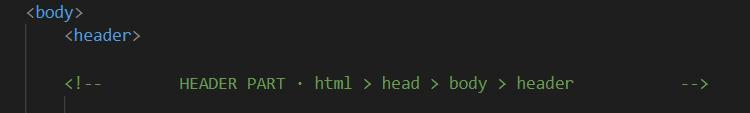 <body>
<header>
<!-- HEADER PART · html > head > body > header -->